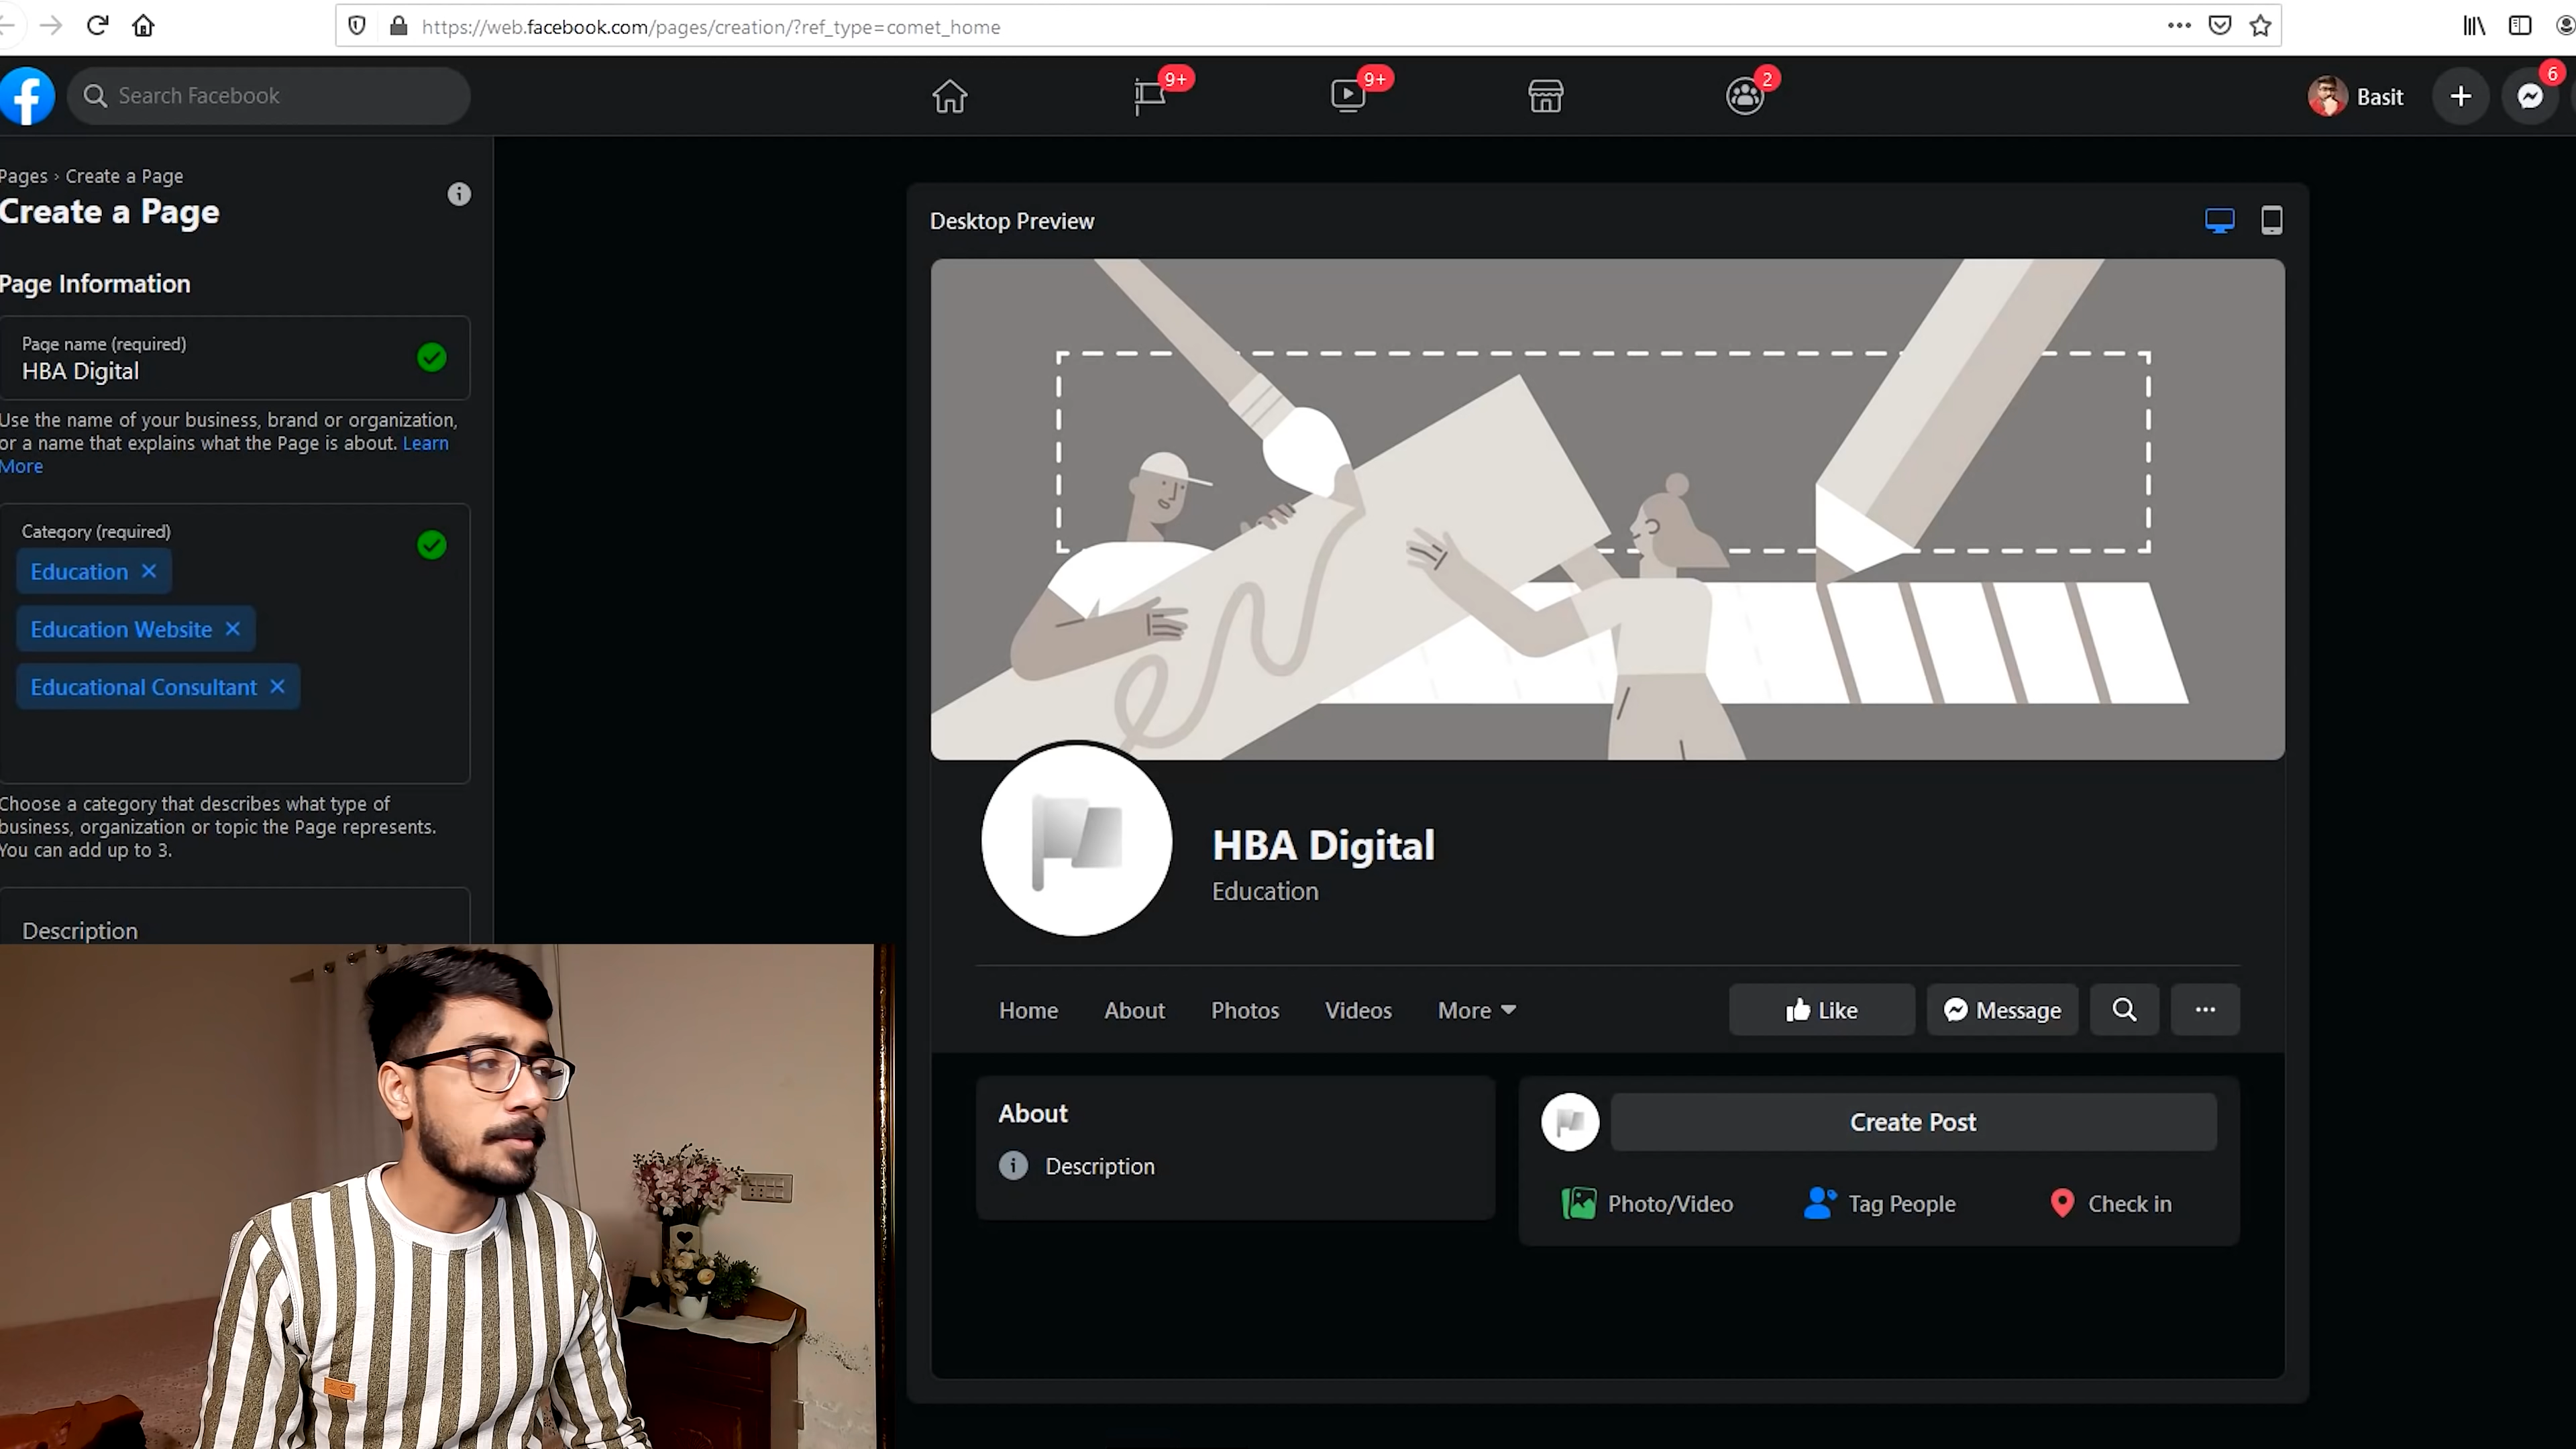 https://web.facebook.com/pages/creation/?ref_type=comet_home
Search Facebook
9+
9+
2
Basit
6
Pages › Create a Page
Create a Page
Page Information
Page name (required)
HBA Digital
Use the name of your business, brand or organization,
or a name that explains what the Page is about. Learn
More
Category (required)
Education
Education Website
Educational Consultant
Choose a category that describes what type of
business, organization or topic the Page represents.
You can add up to 3.
Description
Desktop Preview
HBA Digital
Education
Home
About
Photos
Videos
More
Like
Message
About
Description
Create Post
Photo/Video
Tag People
Check in